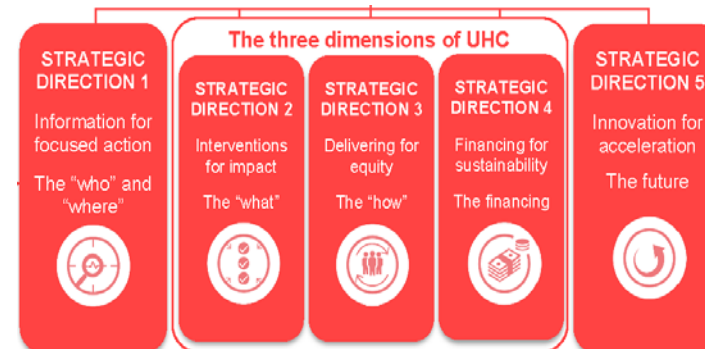 The three dimensions of UHC
STRATEGIC
DIRECTION 1
Information for
focused action
The “who” and
“where”
STRATEGIC
DIRECTION 2
Interventions
for impact
The “what”
STRATEGIC
DIRECTION 3
Delivering for
equity
The “how”
STRATEGIC
DIRECTION 4
Financing for
sustainability
The financing
STRATEGIC
DIRECTION 5
Innovation for
acceleration
The future